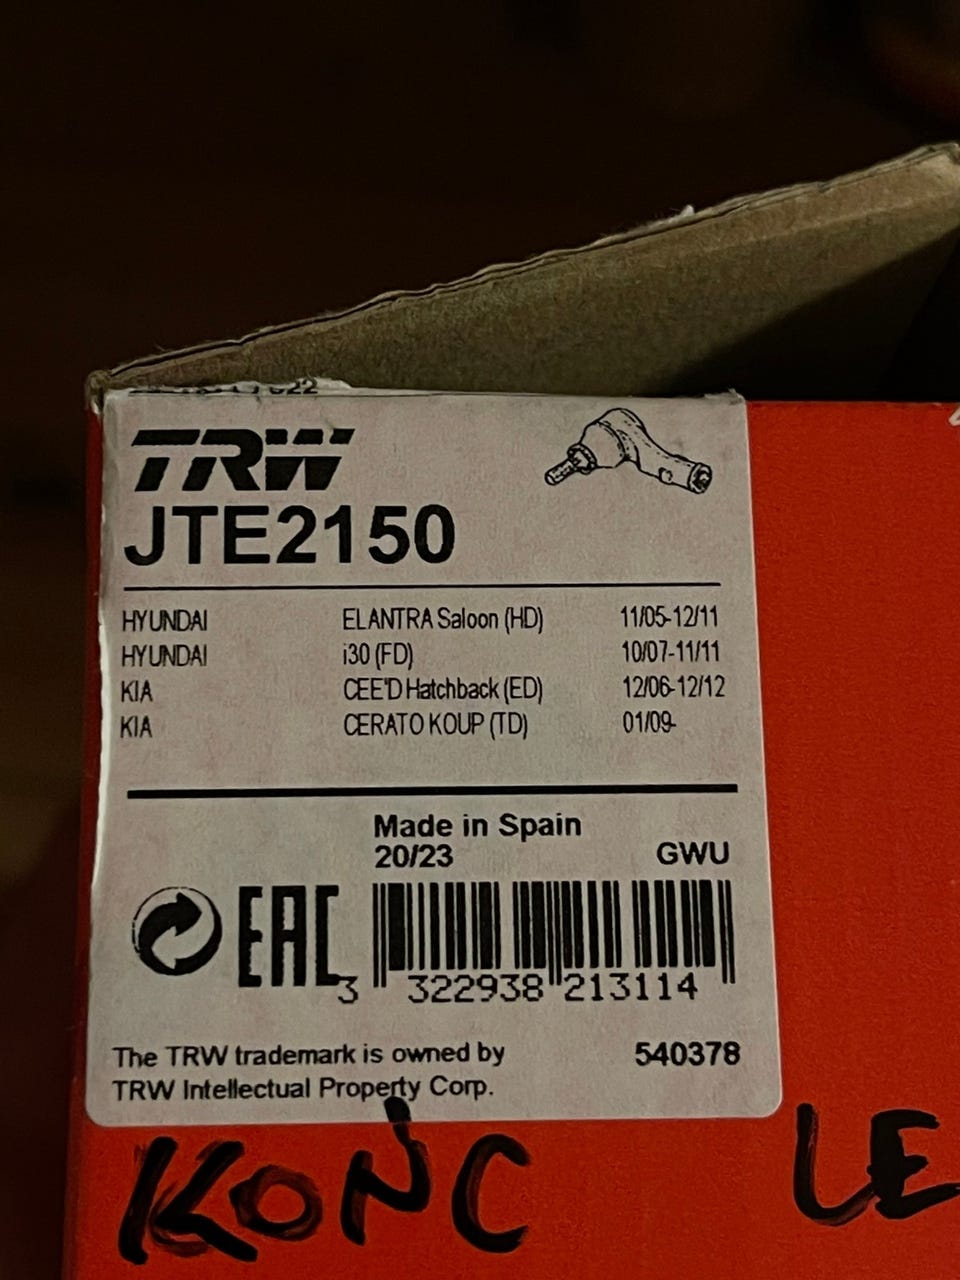 TRW
JTE2150
HYUNDAI ELANTRA Saloon (HD) 11/05-12/11
HYUNDAI i30 (FD) 10/07-11/11
KIA CEE'D Hatchback (ED) 12/06-12/12
KIA CERATO KOUP (TD) 01/09-
Made in Spain
20/23 GWU
EAC
3 322938 213114
The TRW trademark is owned by 540378
TRW Intellectual Property Corp.
KOŃC LE